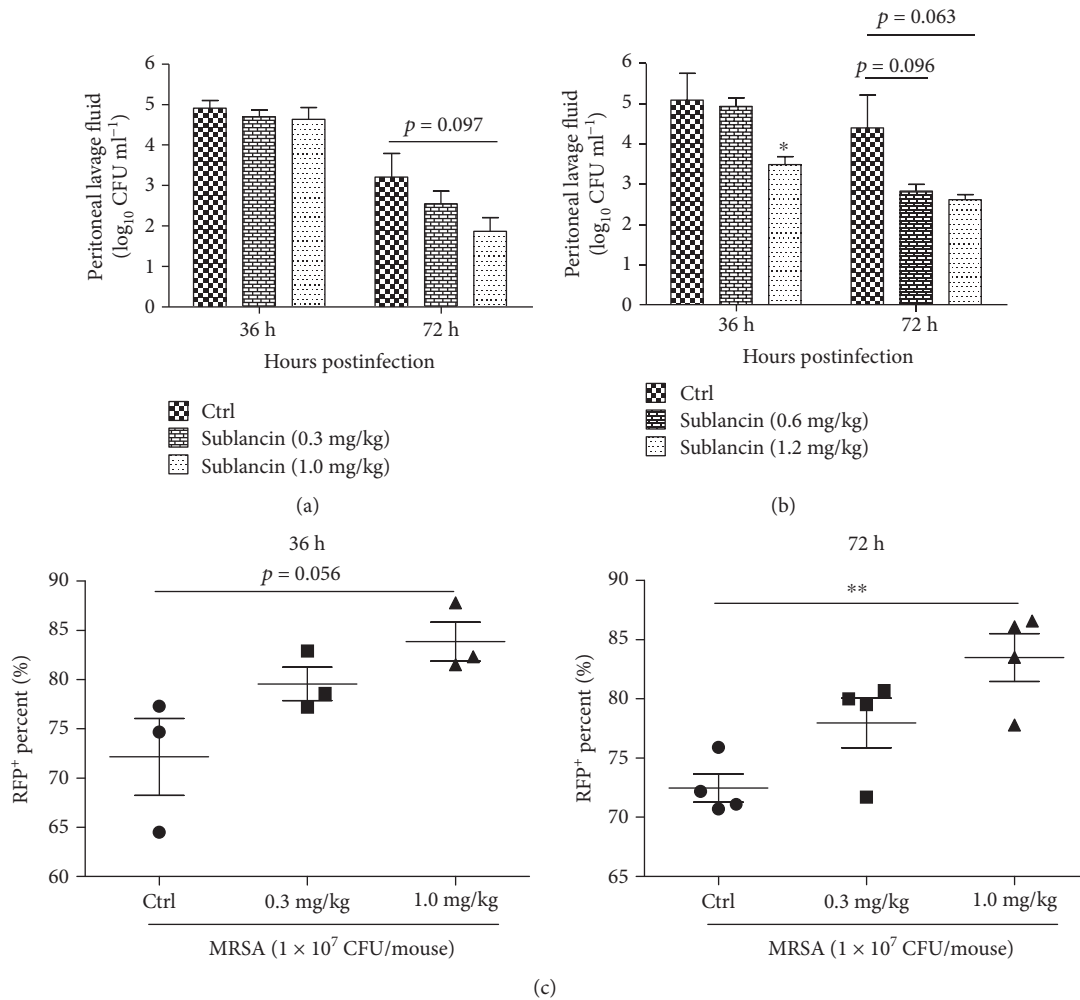 6
5
4
3
2
1
0
Peritoneal lavage fluid
(log₁₀ CFU ml⁻¹)
p = 0.097
36 h
72 h
Hours postinfection
Ctrl
Sublancin (0.3 mg/kg)
Sublancin (1.0 mg/kg)
(a)
p = 0.063
p = 0.096
6
5
4
3
2
1
0
Peritoneal lavage fluid
(log₁₀ CFU ml⁻¹)
*
36 h
72 h
Hours postinfection
Ctrl
Sublancin (0.6 mg/kg)
Sublancin (1.2 mg/kg)
(b)
36 h
p = 0.056
90
85
80
75
70
65
60
RFP⁺ percent (%)
Ctrl
0.3 mg/kg
1.0 mg/kg
MRSA (1 × 10⁷ CFU/mouse)
72 h
**
90
85
80
75
70
65
RFP⁺ percent (%)
Ctrl
0.3 mg/kg
1.0 mg/kg
MRSA (1 × 10⁷ CFU/mouse)
(c)